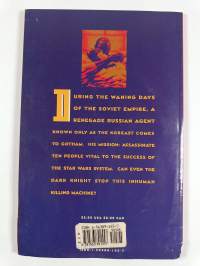 DURING THE WANING DAYS
OF THE SOVIET EMPIRE, A
RENEGADE RUSSIAN AGENT
KNOWN ONLY AS THE KGBEAST COMES
TO GOTHAM. HIS MISSION: ASSASSINATE
TEN PEOPLE VITAL TO THE SUCCESS OF
THE STAR WARS SYSTEM. CAN EVEN THE
DARK KNIGHT STOP THIS INHUMAN
KILLING MACHINE?